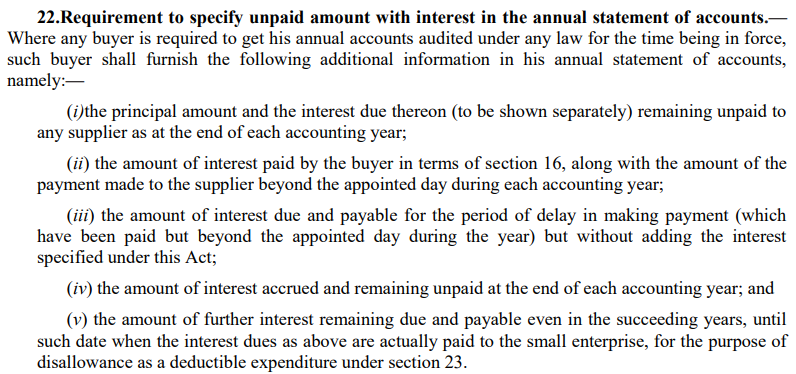 22.Requirement to specify unpaid amount with interest in the annual statement of accounts.—
Where any buyer is required to get his annual accounts audited under any law for the time being in force,
such buyer shall furnish the following additional information in his annual statement of accounts,
namely:—
(i)the principal amount and the interest due thereon (to be shown separately) remaining unpaid to
any supplier as at the end of each accounting year;
(ii) the amount of interest paid by the buyer in terms of section 16, along with the amount of the
payment made to the supplier beyond the appointed day during each accounting year;
(iii) the amount of interest due and payable for the period of delay in making payment (which
have been paid but beyond the appointed day during the year) but without adding the interest
specified under this Act;
(iv) the amount of interest accrued and remaining unpaid at the end of each accounting year; and
(v) the amount of further interest remaining due and payable even in the succeeding years, until
such date when the interest dues as above are actually paid to the small enterprise, for the purpose of
disallowance as a deductible expenditure under section 23.